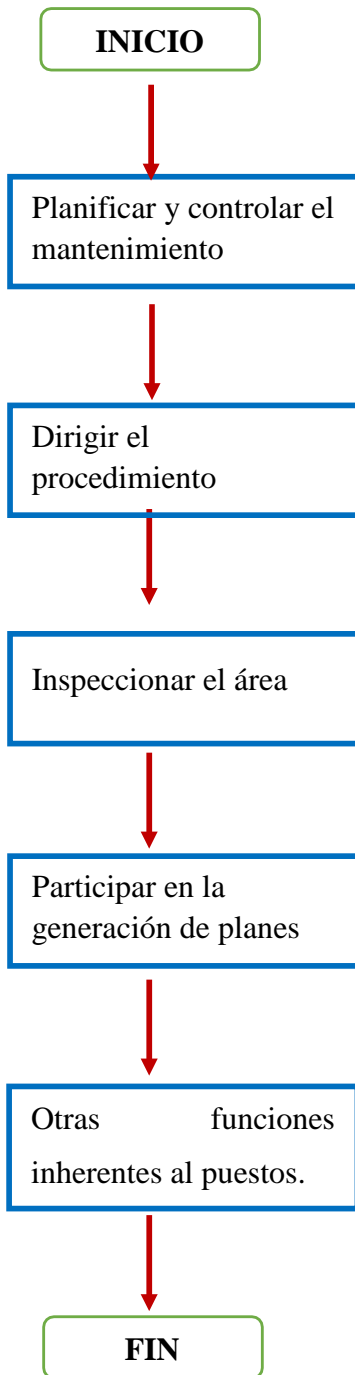 INICIO
Planificar y controlar el
mantenimiento
Dirigir el
procedimiento
Inspeccionar el área
Participar en la
generación de planes
Otras funciones
inherentes al puestos.
FIN